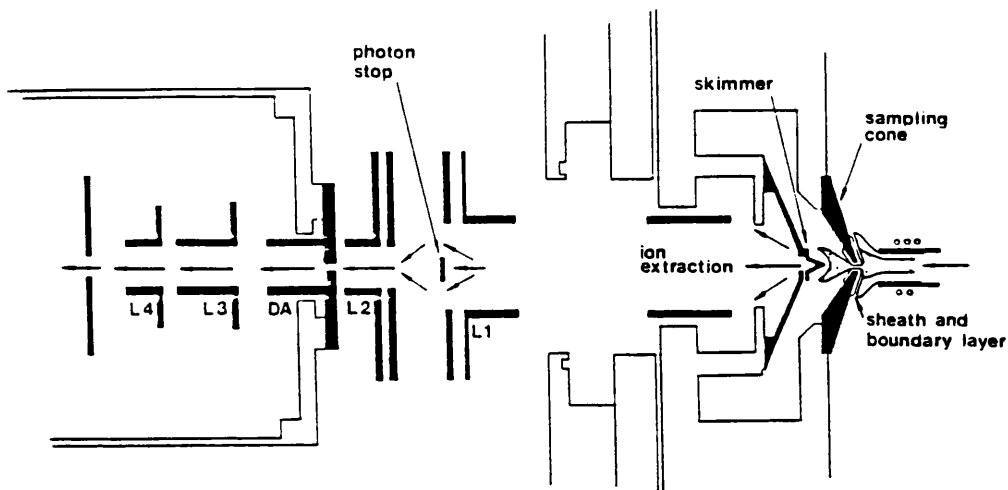 photon
stop
skimmer
sampling
cone
ion
extraction
L4
L3
DA
L2
L1
sheath and
boundary layer